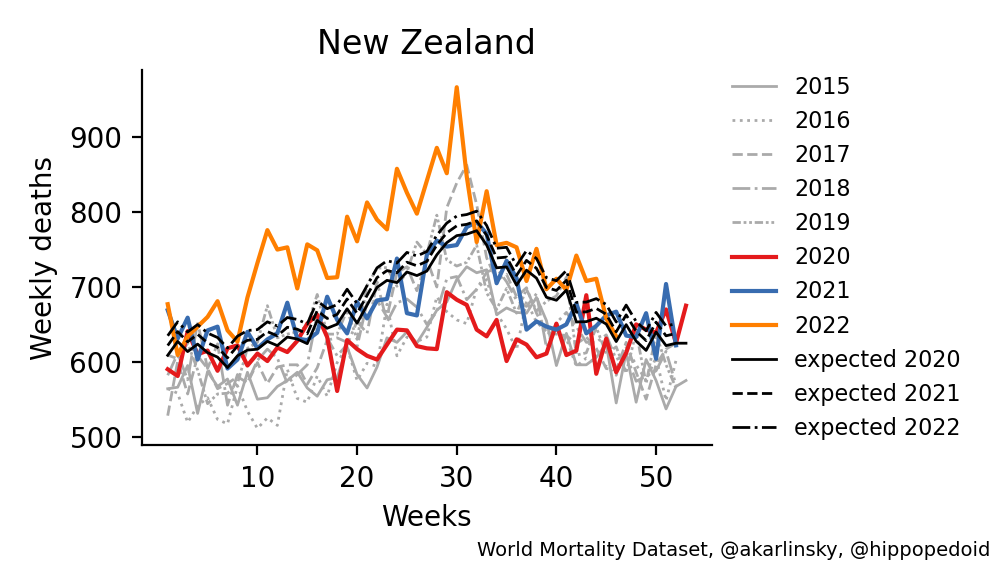 New Zealand
Weekly deaths
900
800
700
600
500
10 20 30 40 50
Weeks
2015
2016
2017
2018
2019
2020
2021
2022
expected 2020
expected 2021
expected 2022
World Mortality Dataset, @akarlinsky, @hippopedoid